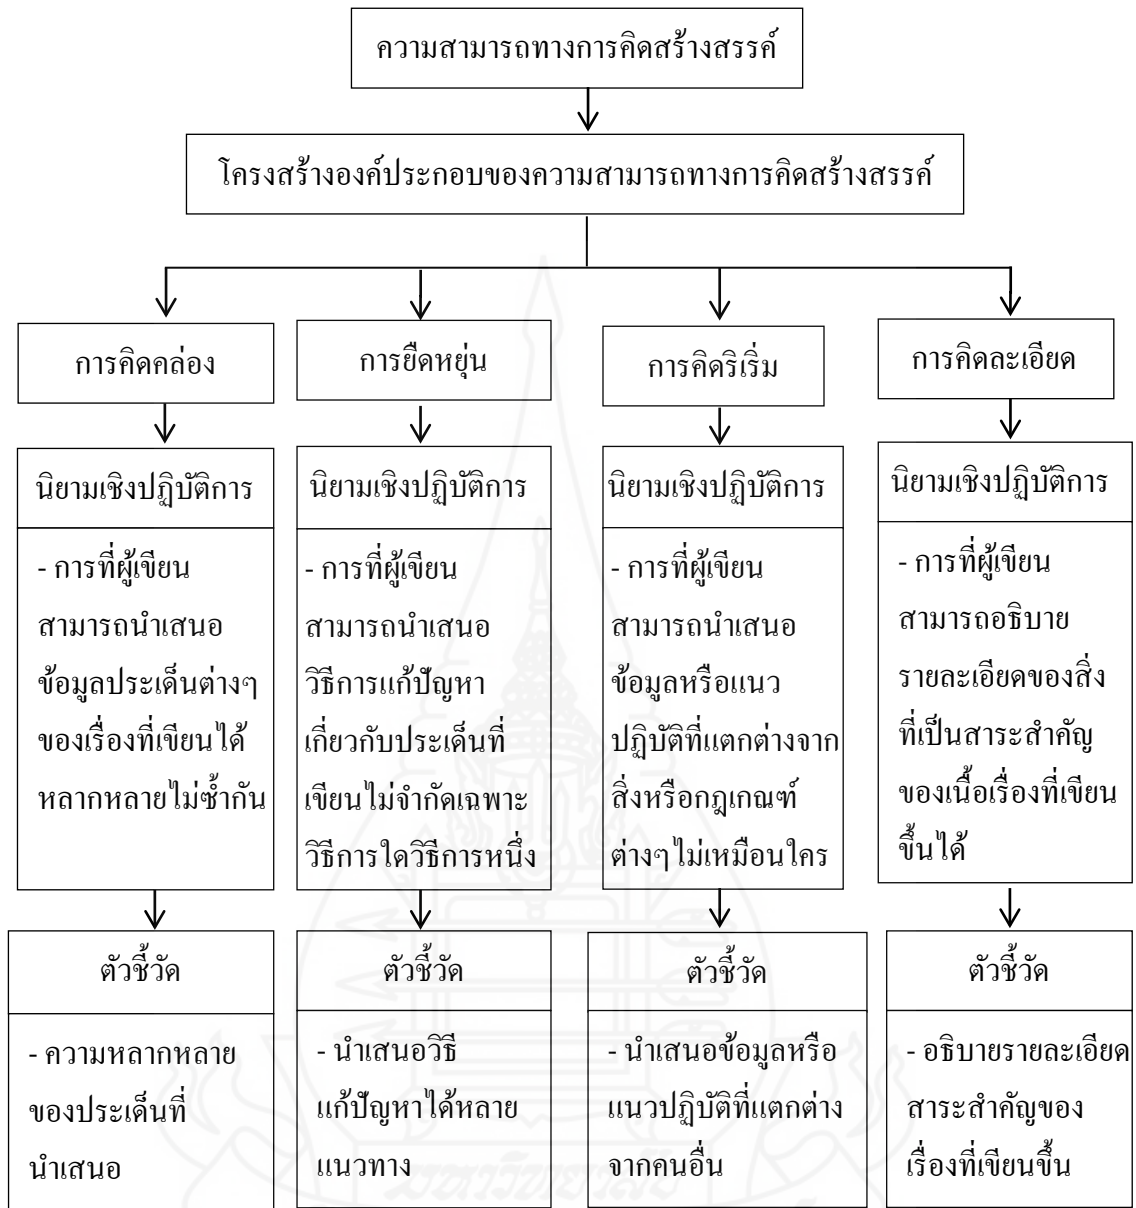 ความสามารถทางการคิดสร้างสรรค์
โครงสร้างองค์ประกอบของความสามารถทางการคิดสร้างสรรค์
การคิดคล่อง
การยืดหยุ่น
การคิดริเริ่ม
การคิดละเอียด
นิยามเชิงปฏิบัติการ
- การที่ผู้เขียน
สามารถนำเสนอ
ข้อมูลประเด็นต่างๆ
ของเรื่องที่เขียนได้
หลากหลายไม่ซ้ำกัน
นิยามเชิงปฏิบัติการ
- การที่ผู้เขียน
สามารถนำเสนอ
วิธีการแก้ปัญหา
เกี่ยวกับประเด็นที่
เขียนไม่จำกัดเฉพาะ
วิธีการใดวิธีการหนึ่ง
นิยามเชิงปฏิบัติการ
- การที่ผู้เขียน
สามารถนำเสนอ
ข้อมูลหรือแนว
ปฏิบัติที่แตกต่างจาก
สิ่งหรือกฎเกณฑ์
ต่างๆไม่เหมือนใคร
นิยามเชิงปฏิบัติการ
- การที่ผู้เขียน
สามารถอธิบาย
รายละเอียดของสิ่ง
ที่เป็นสาระสำคัญ
ของเนื้อเรื่องที่เขียน
ขึ้นได้
ตัวชี้วัด
- ความหลากหลาย
ของประเด็นที่
นำเสนอ
ตัวชี้วัด
- นำเสนอวิธี
แก้ปัญหาได้หลาย
แนวทาง
ตัวชี้วัด
- นำเสนอข้อมูลหรือ
แนวปฏิบัติที่แตกต่าง
จากคนอื่น
ตัวชี้วัด
- อธิบายรายละเอียด
สาระสำคัญของ
เรื่องที่เขียนขึ้น
มหาวิทยาลัย